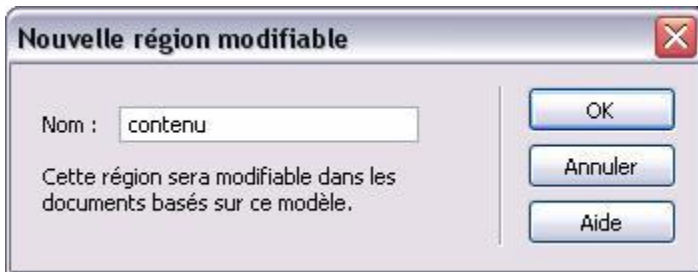 Nouvelle région modifiable
Nom : contenu
Cette région sera modifiable dans les
documents basés sur ce modèle.
OK
Annuler
Aide